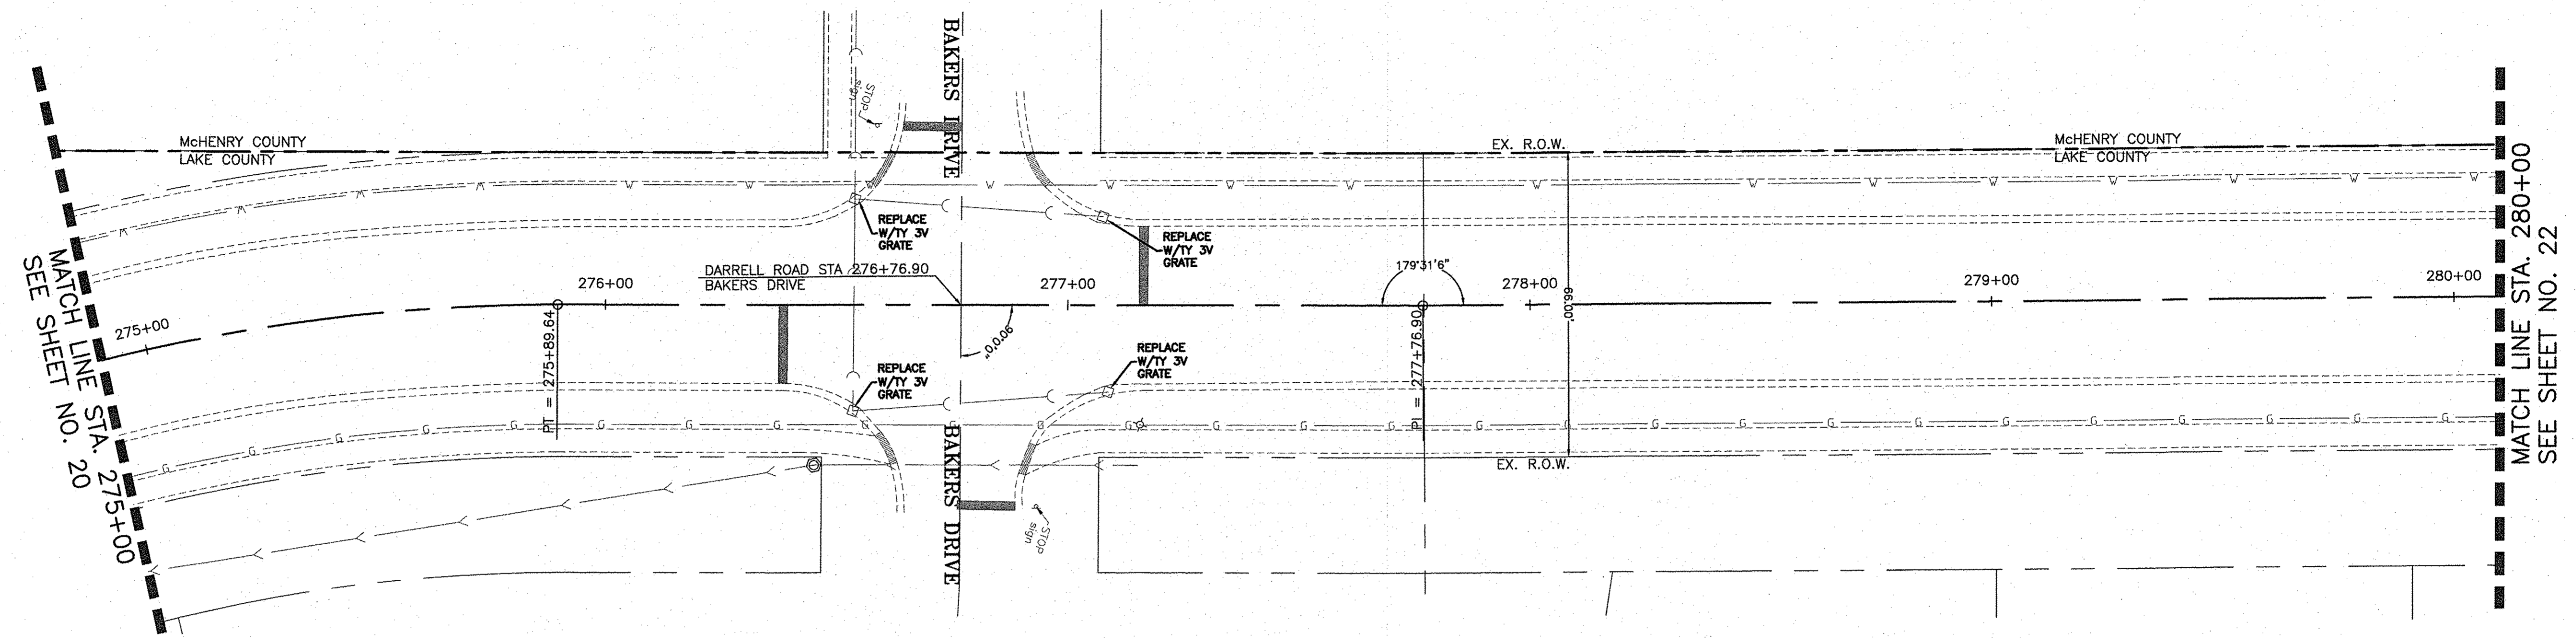 BAKERS DRIVE
STOP
sign
McHENRY COUNTY
LAKE COUNTY
EX. R.O.W.
McHENRY COUNTY
LAKE COUNTY
W W W W W W W W W W W W W W W W W W W W
REPLACE
W/TY 3V
GRATE
REPLACE
W/TY 3V
GRATE
MATCH LINE STA. 275+00
SEE SHEET NO. 20
DARRELL ROAD STA 276+76.90
BAKERS DRIVE
275+00
276+00
277+00
179°31'6"
278+00
66.00'
279+00
280+00
MATCH LINE STA. 280+00
SEE SHEET NO. 22
PT = 275+89.64
90°0'0"
PI = 277+76.90
REPLACE
W/TY 3V
GRATE
REPLACE
W/TY 3V
GRATE
G G G G G G G G G G G G G G G G G G G G G G G G G G G
EX. R.O.W.
BAKERS DRIVE
STOP
sign